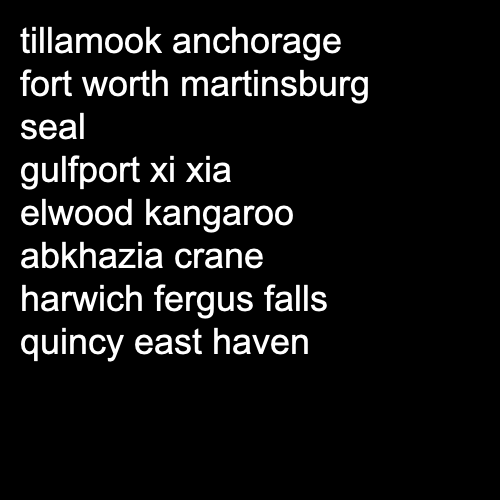 tillamook anchorage
fort worth martinsburg
seal
gulfport xi xia
elwood kangaroo
abkhazia crane
harwich fergus falls
quincy east haven